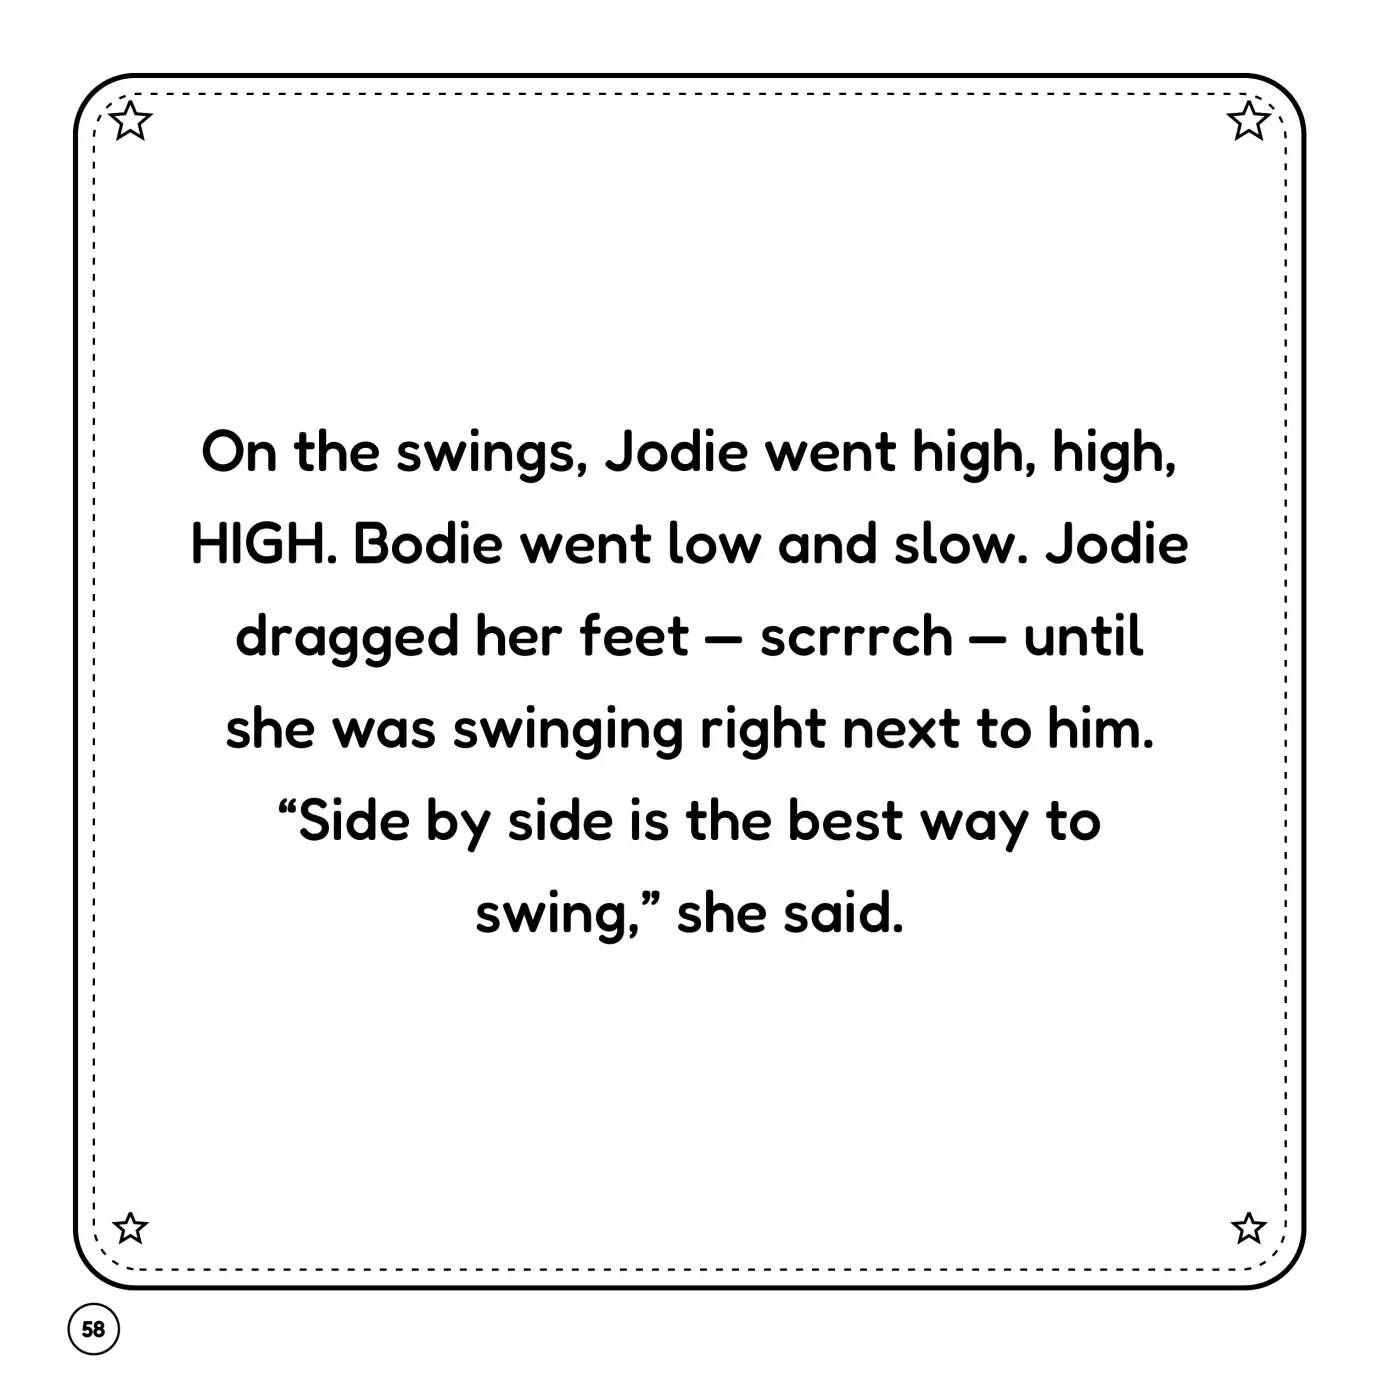 On the swings, Jodie went high, high,
HIGH. Bodie went low and slow. Jodie
dragged her feet — scrrrch — until
she was swinging right next to him.
“Side by side is the best way to
swing,” she said.
58